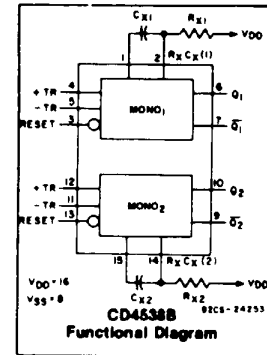 CX1 RX1
VDD
1 2 RXCX(1)
+TR 4 6 Q1
-TR 5 MONO1
RESET 3 7 Q1
+TR 12 10 Q2
-TR 11 MONO2
RESET 13 9 Q2
15 14 RXCX(2)
VDD=16 VDD
VSS=8 CX2 RX2
92CS-24253
CD4538B
Functional Diagram